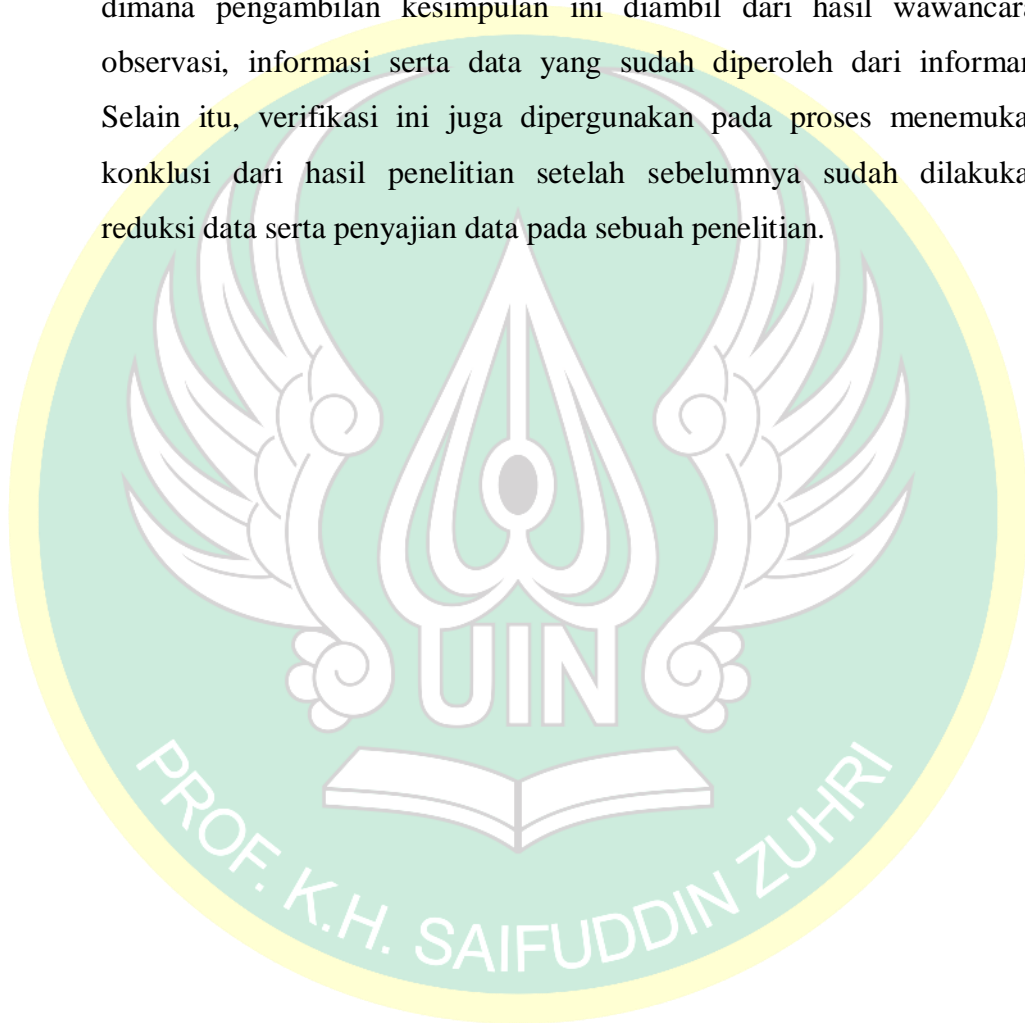 dimana pengambilan kesimpulan ini diambil dari hasil wawancara
observasi, informasi serta data yang sudah diperoleh dari informan
Selain itu, verifikasi ini juga dipergunakan pada proses menemuka
konklusi dari hasil penelitian setelah sebelumnya sudah dilakuka
reduksi data serta penyajian data pada sebuah penelitian.
UIN
PROF. K.H. SAIFUDDIN ZUHRI